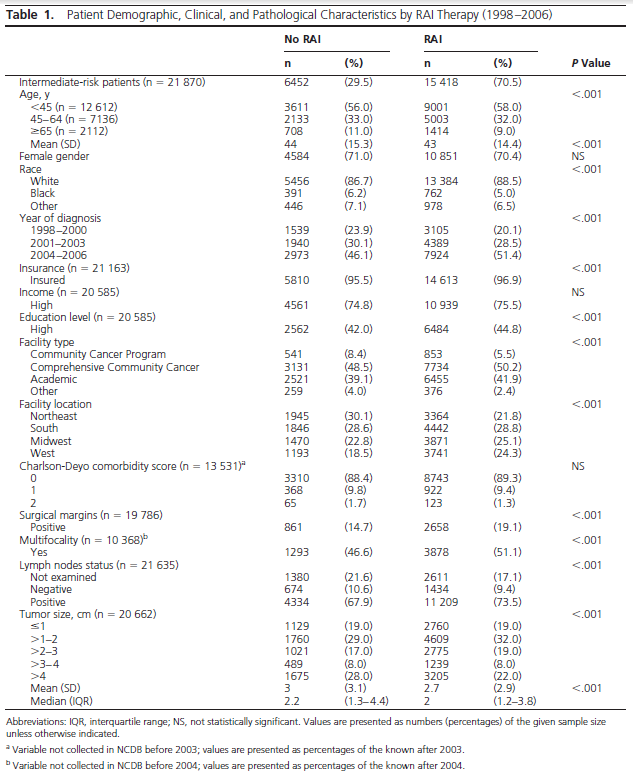 Table 1. Patient Demographic, Clinical, and Pathological Characteristics by RAI Therapy (1998–2006)
No RAI RAI
n (%) n (%) P Value
Intermediate-risk patients (n = 21 870) 6452 (29.5) 15 418 (70.5)
Age, y <.001
<45 (n = 12 612) 3611 (56.0) 9001 (58.0)
45–64 (n = 7136) 2133 (33.0) 5003 (32.0)
≥65 (n = 2112) 708 (11.0) 1414 (9.0)
Mean (SD) 44 (15.3) 43 (14.4) <.001
Female gender 4584 (71.0) 10 851 (70.4) NS
Race <.001
White 5456 (86.7) 13 384 (88.5)
Black 391 (6.2) 762 (5.0)
Other 446 (7.1) 978 (6.5)
Year of diagnosis <.001
1998–2000 1539 (23.9) 3105 (20.1)
2001–2003 1940 (30.1) 4389 (28.5)
2004–2006 2973 (46.1) 7924 (51.4)
Insurance (n = 21 163) <.001
Insured 5810 (95.5) 14 613 (96.9)
Income (n = 20 585) NS
High 4561 (74.8) 10 939 (75.5)
Education level (n = 20 585) <.001
High 2562 (42.0) 6484 (44.8)
Facility type <.001
Community Cancer Program 541 (8.4) 853 (5.5)
Comprehensive Community Cancer 3131 (48.5) 7734 (50.2)
Academic 2521 (39.1) 6455 (41.9)
Other 259 (4.0) 376 (2.4)
Facility location <.001
Northeast 1945 (30.1) 3364 (21.8)
South 1846 (28.6) 4442 (28.8)
Midwest 1470 (22.8) 3871 (25.1)
West 1193 (18.5) 3741 (24.3)
Charlson-Deyo comorbidity score (n = 13 531)a NS
0 3310 (88.4) 8743 (89.3)
1 368 (9.8) 922 (9.4)
2 65 (1.7) 123 (1.3)
Surgical margins (n = 19 786) <.001
Positive 861 (14.7) 2658 (19.1)
Multifocality (n = 10 368)b <.001
Yes 1293 (46.6) 3878 (51.1)
Lymph nodes status (n = 21 635) <.001
Not examined 1380 (21.6) 2611 (17.1)
Negative 674 (10.6) 1434 (9.4)
Positive 4334 (67.9) 11 209 (73.5)
Tumor size, cm (n = 20 662) <.001
≤1 1129 (19.0) 2760 (19.0)
>1–2 1760 (29.0) 4609 (32.0)
>2–3 1021 (17.0) 2775 (19.0)
>3–4 489 (8.0) 1239 (8.0)
>4 1675 (28.0) 3205 (22.0)
Mean (SD) 3 (3.1) 2.7 (2.9) <.001
Median (IQR) 2.2 (1.3–4.4) 2 (1.2–3.8)
Abbreviations: IQR, interquartile range; NS, not statistically significant. Values are presented as numbers (percentages) of the given sample size
unless otherwise indicated.
a Variable not collected in NCDB before 2003; values are presented as percentages of the known after 2003.
b Variable not collected in NCDB before 2004; values are presented as percentages of the known after 2004.